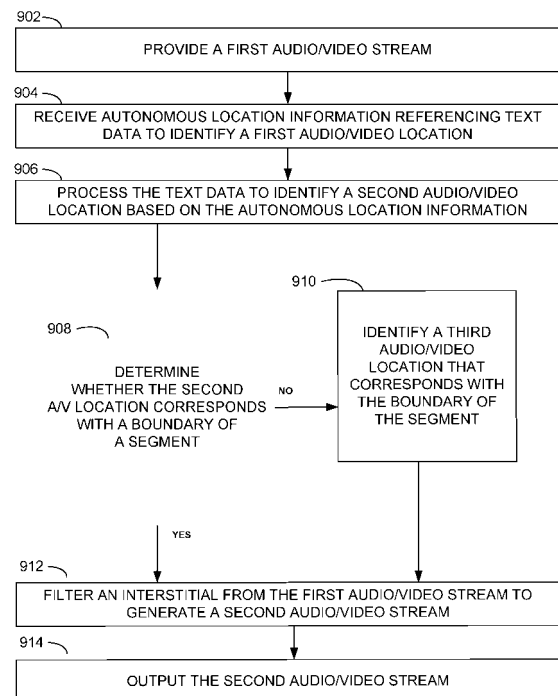 902
PROVIDE A FIRST AUDIO/VIDEO STREAM
904
RECEIVE AUTONOMOUS LOCATION INFORMATION REFERENCING TEXT
DATA TO IDENTIFY A FIRST AUDIO/VIDEO LOCATION
906
PROCESS THE TEXT DATA TO IDENTIFY A SECOND AUDIO/VIDEO
LOCATION BASED ON THE AUTONOMOUS LOCATION INFORMATION
908
DETERMINE
WHETHER THE SECOND
A/V LOCATION CORRESPONDS
WITH A BOUNDARY OF
A SEGMENT
NO
910
IDENTIFY A THIRD
AUDIO/VIDEO
LOCATION THAT
CORRESPONDS WITH
THE BOUNDARY OF
THE SEGMENT
YES
912
FILTER AN INTERSTITIAL FROM THE FIRST AUDIO/VIDEO STREAM TO
GENERATE A SECOND AUDIO/VIDEO STREAM
914
OUTPUT THE SECOND AUDIO/VIDEO STREAM